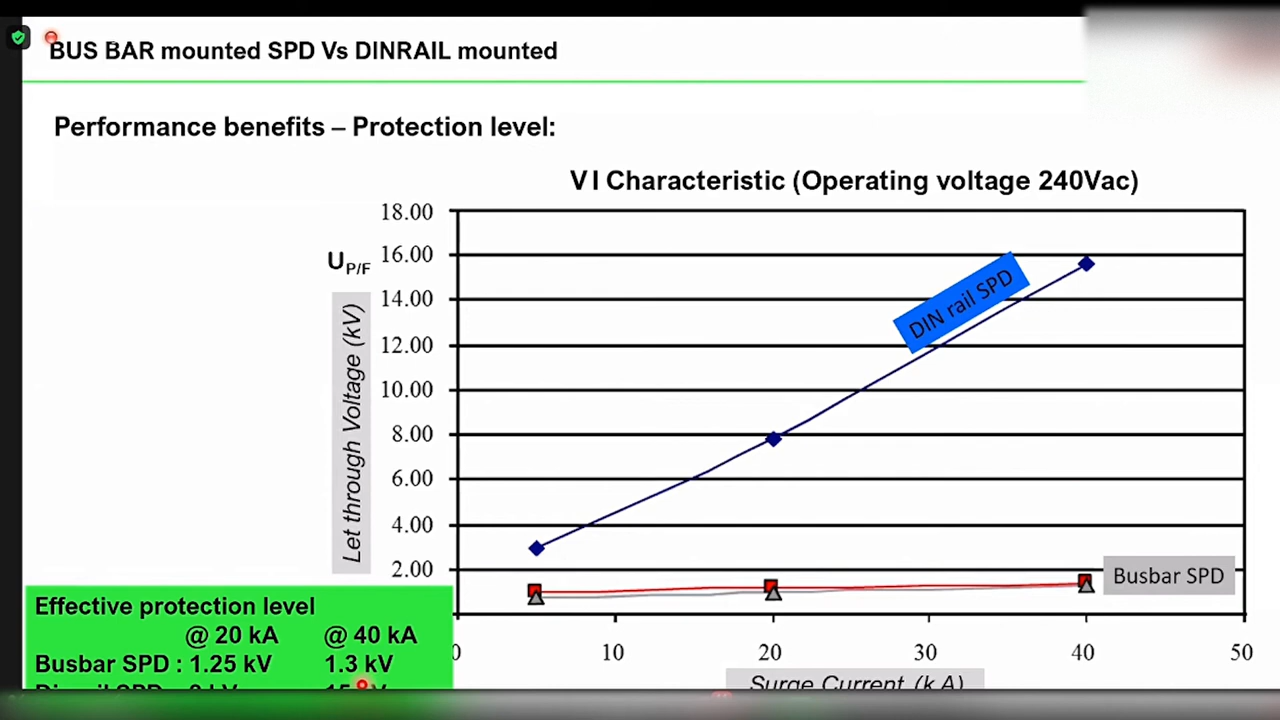 BUS BAR mounted SPD Vs DINRAIL mounted
Performance benefits – Protection level:
V I Characteristic (Operating voltage 240Vac)
18.00
U P/F
16.00
14.00
12.00
10.00
8.00
6.00
4.00
2.00
Let through Voltage (kV)
DIN rail SPD
Busbar SPD
Effective protection level
@ 20 kA @ 40 kA
Busbar SPD : 1.25 kV 1.3 kV
0 10 20 30 40 50
Surge Current (kA)